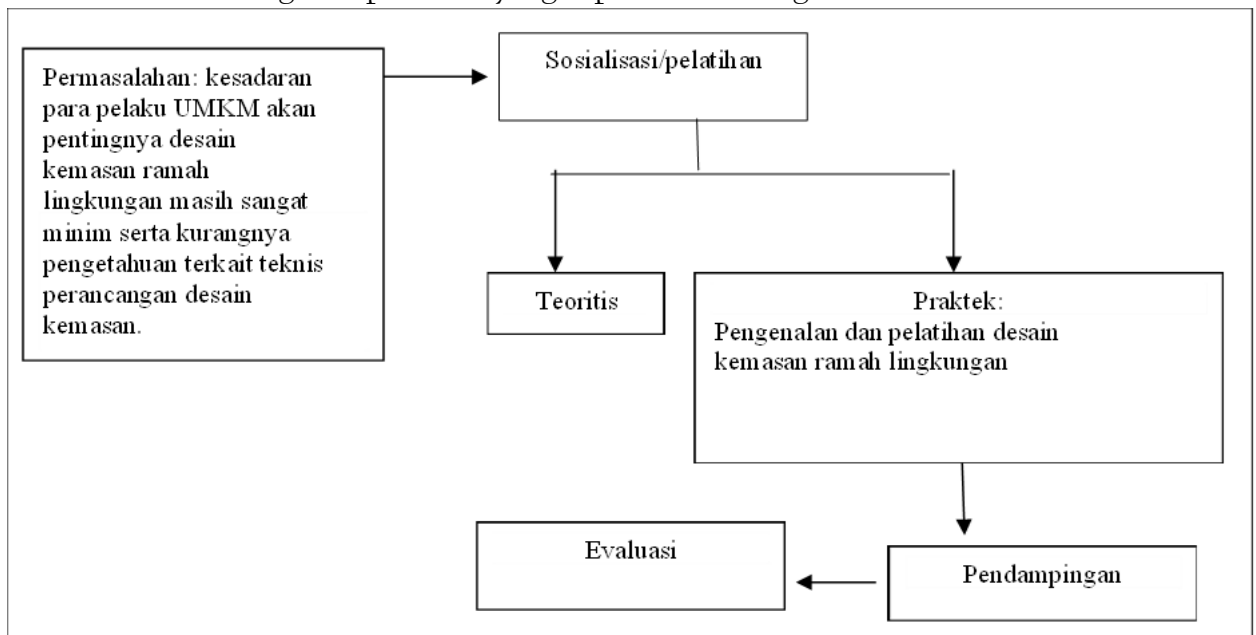 Permasalahan: kesadaran
para pelaku UMKM akan
pentingnya desain
kemasan ramah
lingkungan masih sangat
minim serta kurangnya
pengetahuan terkait teknis
perancangan desain
kemasan.
Sosialisasi/pelatihan
Teoritis
Praktek:
Pengenalan dan pelatihan desain
kemasan ramah lingkungan
Evaluasi
Pendampingan